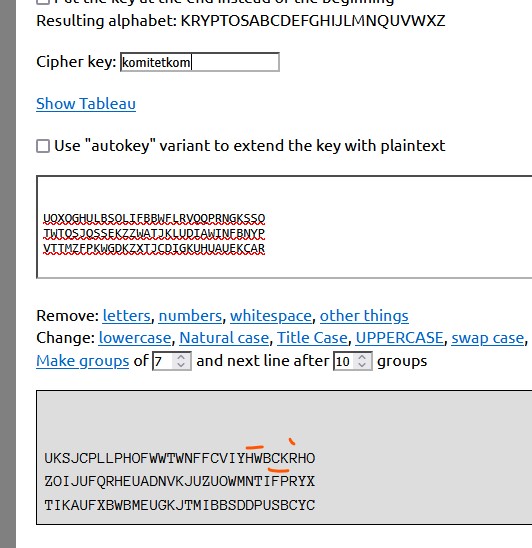 Put the key at the end instead of the beginning
Resulting alphabet: KRYPTOSABCDEFGHIJLMNQUVWXZ
Cipher key: komitetkom
Show Tableau
Use "autokey" variant to extend the key with plaintext
UOXOGHULBSOLIFBBWFLRVQQPRNGKSSO
TWTQSJQSSEKZZWATJKLUDIAWINFBNYP
VTTMZFPKWGDKZXTJCDIGKUHUAUEKCAR
Remove: letters, numbers, whitespace, other things
Change: lowercase, Natural case, Title Case, UPPERCASE, swap case,
Make groups of 7 and next line after 10 groups
UKSJCPLLPHOFWWTWNFFCVIYHWBCKRHO
ZOIJUFQRHEUADNVKJUZUOWMNTIFPRYX
TIKAUFXBWBMEUGKJTMIBBSDDPUSBCYC